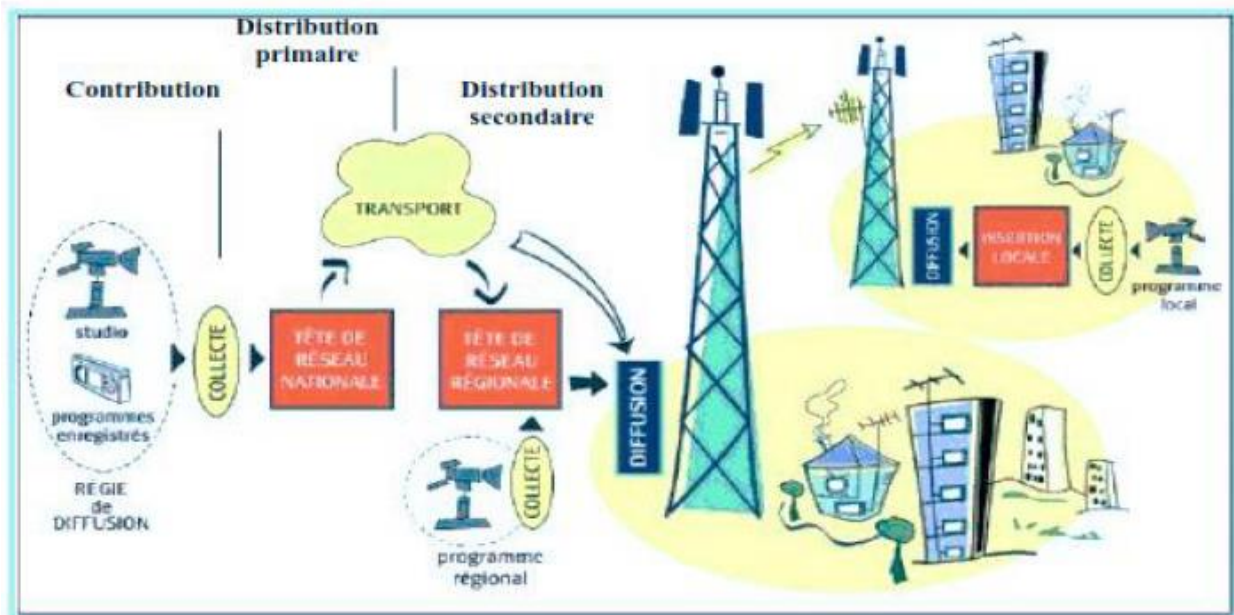 Distribution
primaire
Contribution
Distribution
secondaire
TRANSPORT
studio
programmes
enregistrés
RÉGIE
de
DIFFUSION
COLLECTE
TÊTE DE
RÉSEAU
NATIONALE
TÊTE DE
RÉSEAU
RÉGIONALE
COLLECTE
programme
régional
DIFFUSION
DIFFUSION
INSERTION
LOCALE
COLLECTE
programme
local